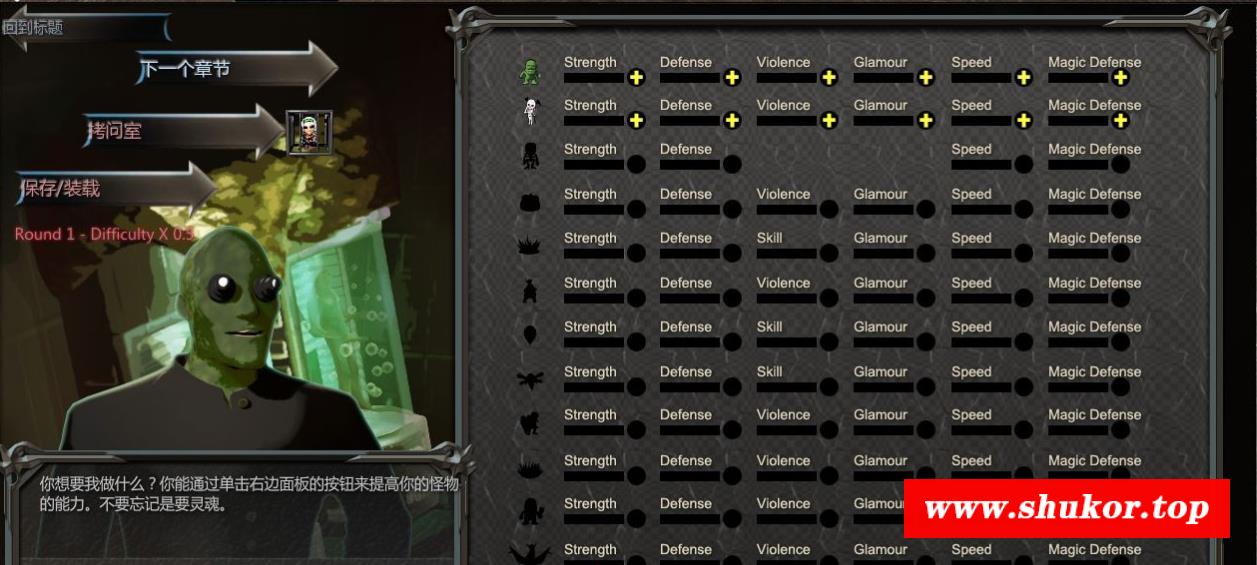 回到标题
下一个章节
拷问室
保存/装载
Round 1 - Difficulty X 0.5
你想要我做什么？你能通过单击右边面板的按钮来提高你的怪物
的能力。不要忘记是要灵魂。
Strength Defense Violence Glamour Speed Magic Defense
Strength Defense Violence Glamour Speed Magic Defense
Strength Defense Speed Magic Defense
Strength Defense Violence Glamour Speed Magic Defense
Strength Defense Skill Glamour Speed Magic Defense
Strength Defense Violence Glamour Speed Magic Defense
Strength Defense Skill Glamour Speed Magic Defense
Strength Defense Skill Glamour Speed Magic Defense
Strength Defense Violence Glamour Speed Magic Defense
Strength Defense Violence Glamour Speed Magic Defense
Strength Defense Violence
Strength Defense Violence Glamour Speed Magic Defense
www.shukor.top